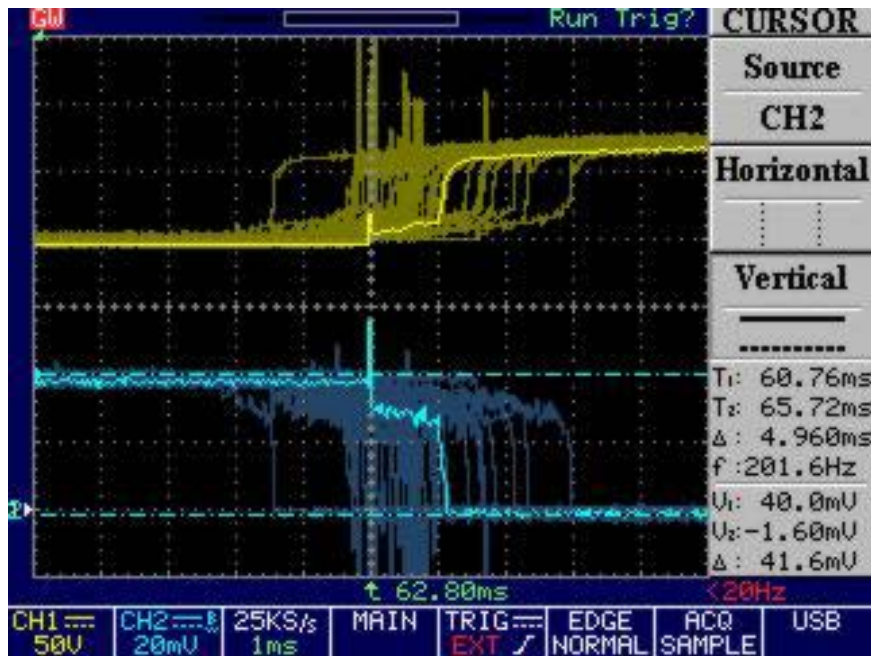 GW Run Trig? CURSOR
Source
CH2
Horizontal
Vertical
T1: 60.76ms
T2: 65.72ms
Δ: 4.960ms
f :201.6Hz
V1: 40.0mV
V2:-1.60mV
Δ: 41.6mV
62.80ms <20Hz
CH1 CH2 25KS/s MAIN TRIG EDGE ACQ USB
50V 20mV 1ms EXT NORMAL SAMPLE